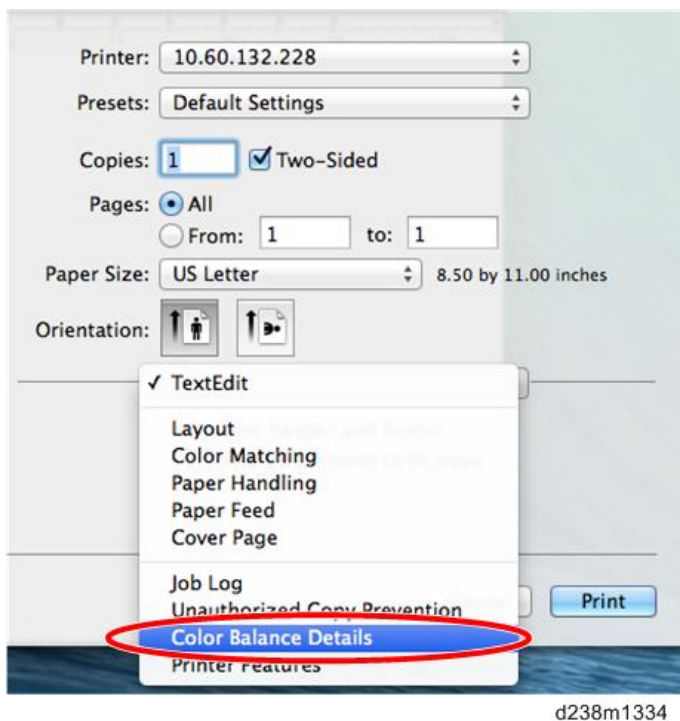 Printer: 10.60.132.228
Presets: Default Settings
Copies: 1 Two-Sided
Pages: All
From: 1 to: 1
Paper Size: US Letter 8.50 by 11.00 inches
Orientation:
TextEdit
Layout
Color Matching
Paper Handling
Paper Feed
Cover Page
Job Log
Unauthorized Copy Prevention
Print
Color Balance Details
Printer Features
d238m1334